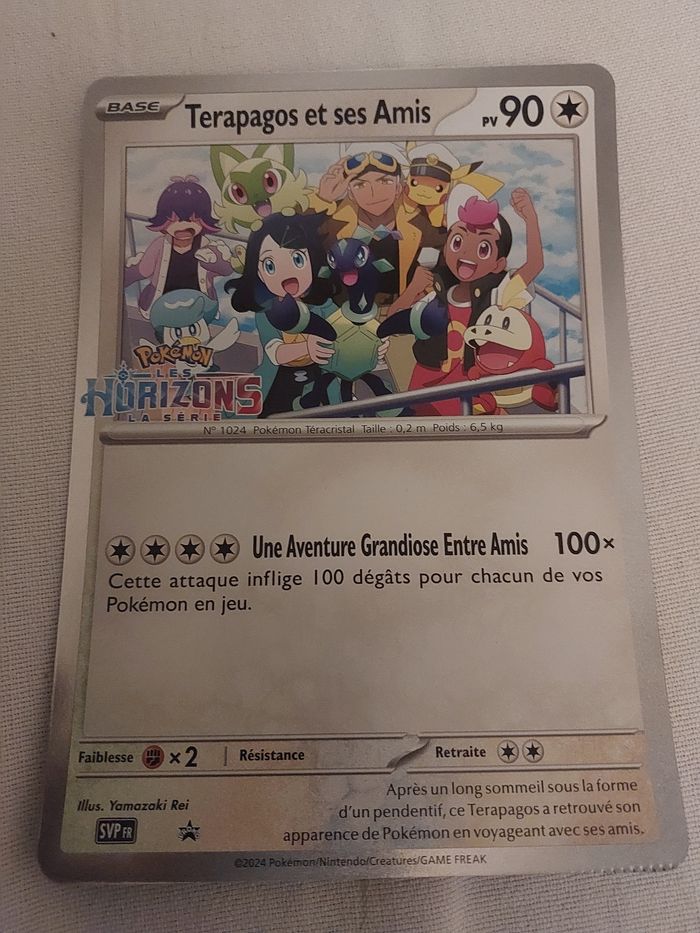 BASE
Terapagos et ses Amis
PV 90
POKÉMON
LES
HORIZONS
LA SÉRIE
N° 1024 Pokémon Téracristal Taille : 0,2 m Poids : 6,5 kg
Une Aventure Grandiose Entre Amis 100×
Cette attaque inflige 100 dégâts pour chacun de vos
Pokémon en jeu.
Faiblesse ×2 Résistance Retraite
Après un long sommeil sous la forme
d'un pendentif, ce Terapagos a retrouvé son
apparence de Pokémon en voyageant avec ses amis.
Illus. Yamazaki Rei
SVP FR
©2024 Pokémon/Nintendo/Creatures/GAME FREAK